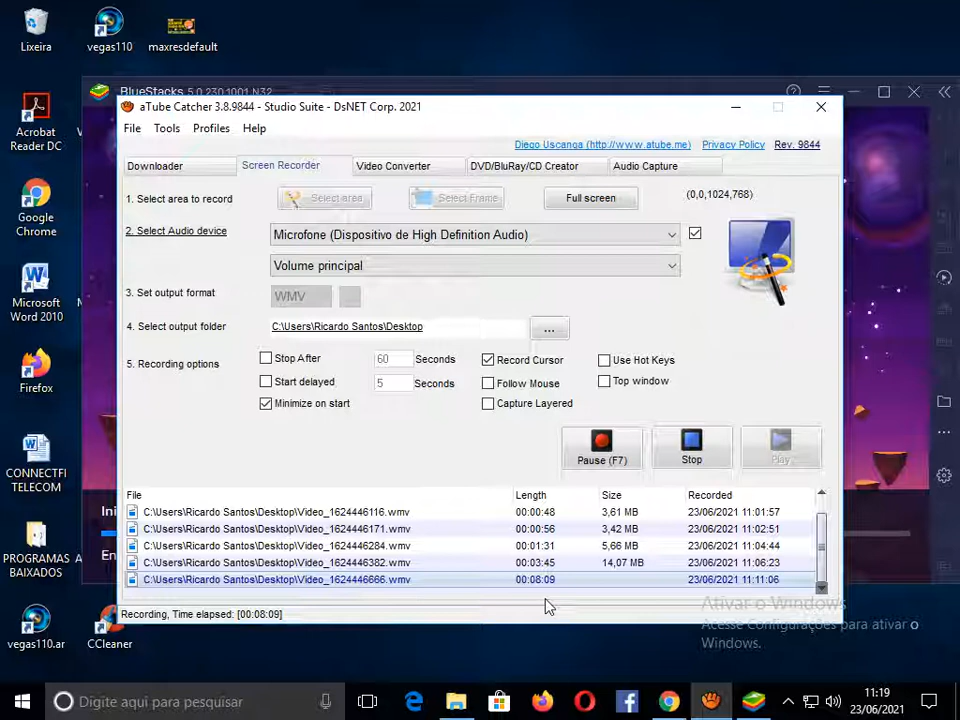 Lixeira
vegas110
maxresdefault
BlueStacks 5.0.230.1001 N32
aTube Catcher 3.8.9844 - Studio Suite - DsNET Corp. 2021
File Tools Profiles Help
Diego Uscanga (http://www.atube.me) Privacy Policy Rev. 9844
Downloader Screen Recorder Video Converter DVD/BluRay/CD Creator Audio Capture
1. Select area to record Select area Select Frame Full screen (0,0,1024,768)
2. Select Audio device Microfone (Dispositivo de High Definition Audio)
Volume principal
3. Set output format WMV
4. Select output folder C:\Users\Ricardo Santos\Desktop ...
5. Recording options Stop After 60 Seconds Record Cursor Use Hot Keys
Start delayed 5 Seconds Follow Mouse Top window
Minimize on start Capture Layered
Pause (F7) Stop Play
File Length Size Recorded
C:\Users\Ricardo Santos\Desktop\Video_1624446116.wmv 00:00:48 3,61 MB 23/06/2021 11:01:57
C:\Users\Ricardo Santos\Desktop\Video_1624446171.wmv 00:00:56 3,42 MB 23/06/2021 11:02:51
C:\Users\Ricardo Santos\Desktop\Video_1624446284.wmv 00:01:31 5,66 MB 23/06/2021 11:04:44
C:\Users\Ricardo Santos\Desktop\Video_1624446382.wmv 00:03:45 14,07 MB 23/06/2021 11:06:23
C:\Users\Ricardo Santos\Desktop\Video_1624446666.wmv 00:08:09 23/06/2021 11:11:06
Recording, Time elapsed: [00:08:09]
Acrobat
Reader DC
Google
Chrome
Microsoft
Word 2010
Firefox
CONNECTFI
TELECOM
PROGRAMAS
BAIXADOS
vegas110.ar
CCleaner
Ativar o Windows
Acesse Configurações para ativar o
Windows.
Digite aqui para pesquisar
11:19
23/06/2021